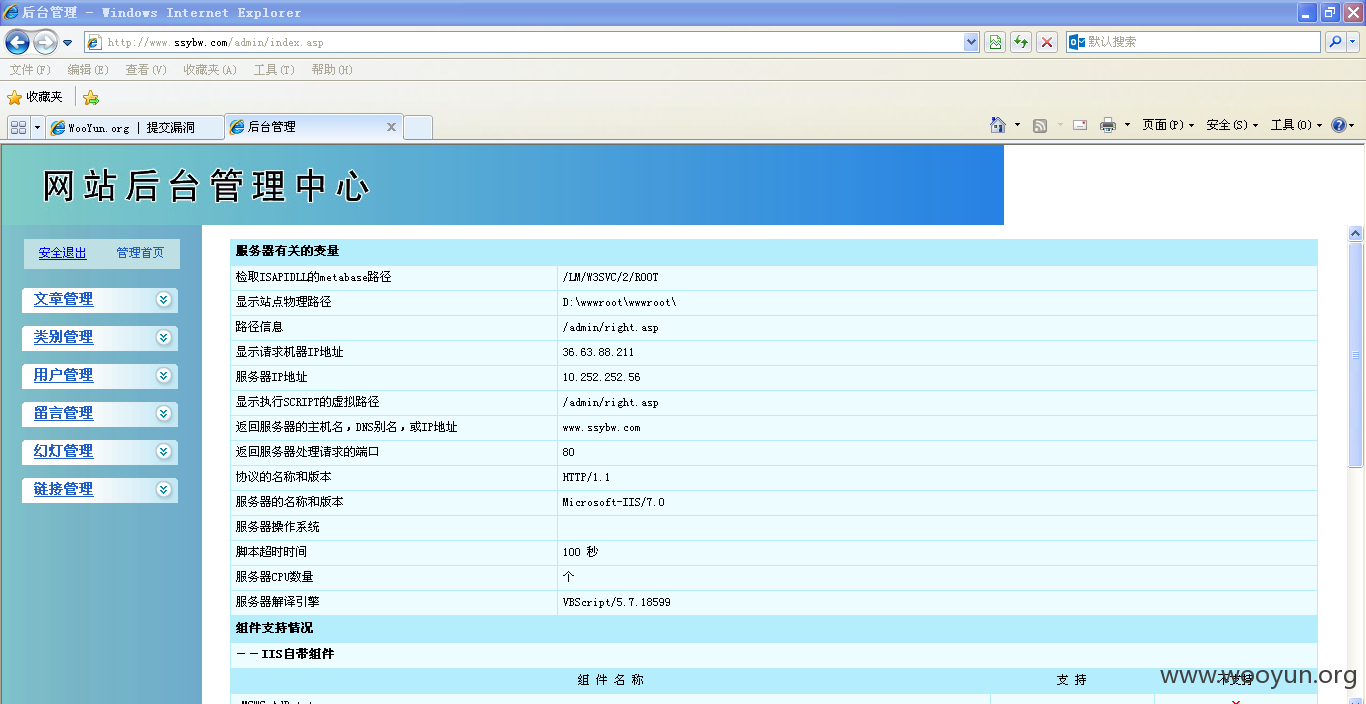 后台管理 - Windows Internet Explorer
http://www.ssybw.com/admin/index.asp
默认搜索
文件(F) 编辑(E) 查看(V) 收藏夹(A) 工具(T) 帮助(H)
收藏夹
WooYun.org | 提交漏洞
后台管理
页面(P) 安全(S) 工具(O)
网站后台管理中心
安全退出 管理首页
文章管理
类别管理
用户管理
留言管理
幻灯管理
链接管理
服务器有关的变量
检取ISAPIDLL的metabase路径 /LM/W3SVC/2/ROOT
显示站点物理路径 D:\wwwroot\wwwroot\
路径信息 /admin/right.asp
显示请求机器IP地址 36.63.88.211
服务器IP地址 10.252.252.56
显示执行SCRIPT的虚拟路径 /admin/right.asp
返回服务器的主机名,DNS别名,或IP地址 www.ssybw.com
返回服务器处理请求的端口 80
协议的名称和版本 HTTP/1.1
服务器的名称和版本 Microsoft-IIS/7.0
服务器操作系统
脚本超时时间 100 秒
服务器CPU数量 个
服务器解译引擎 VBScript/5.7.18599
组件支持情况
－－IIS自带组件
组 件 名 称 支 持 不支持
www.wooyun.org